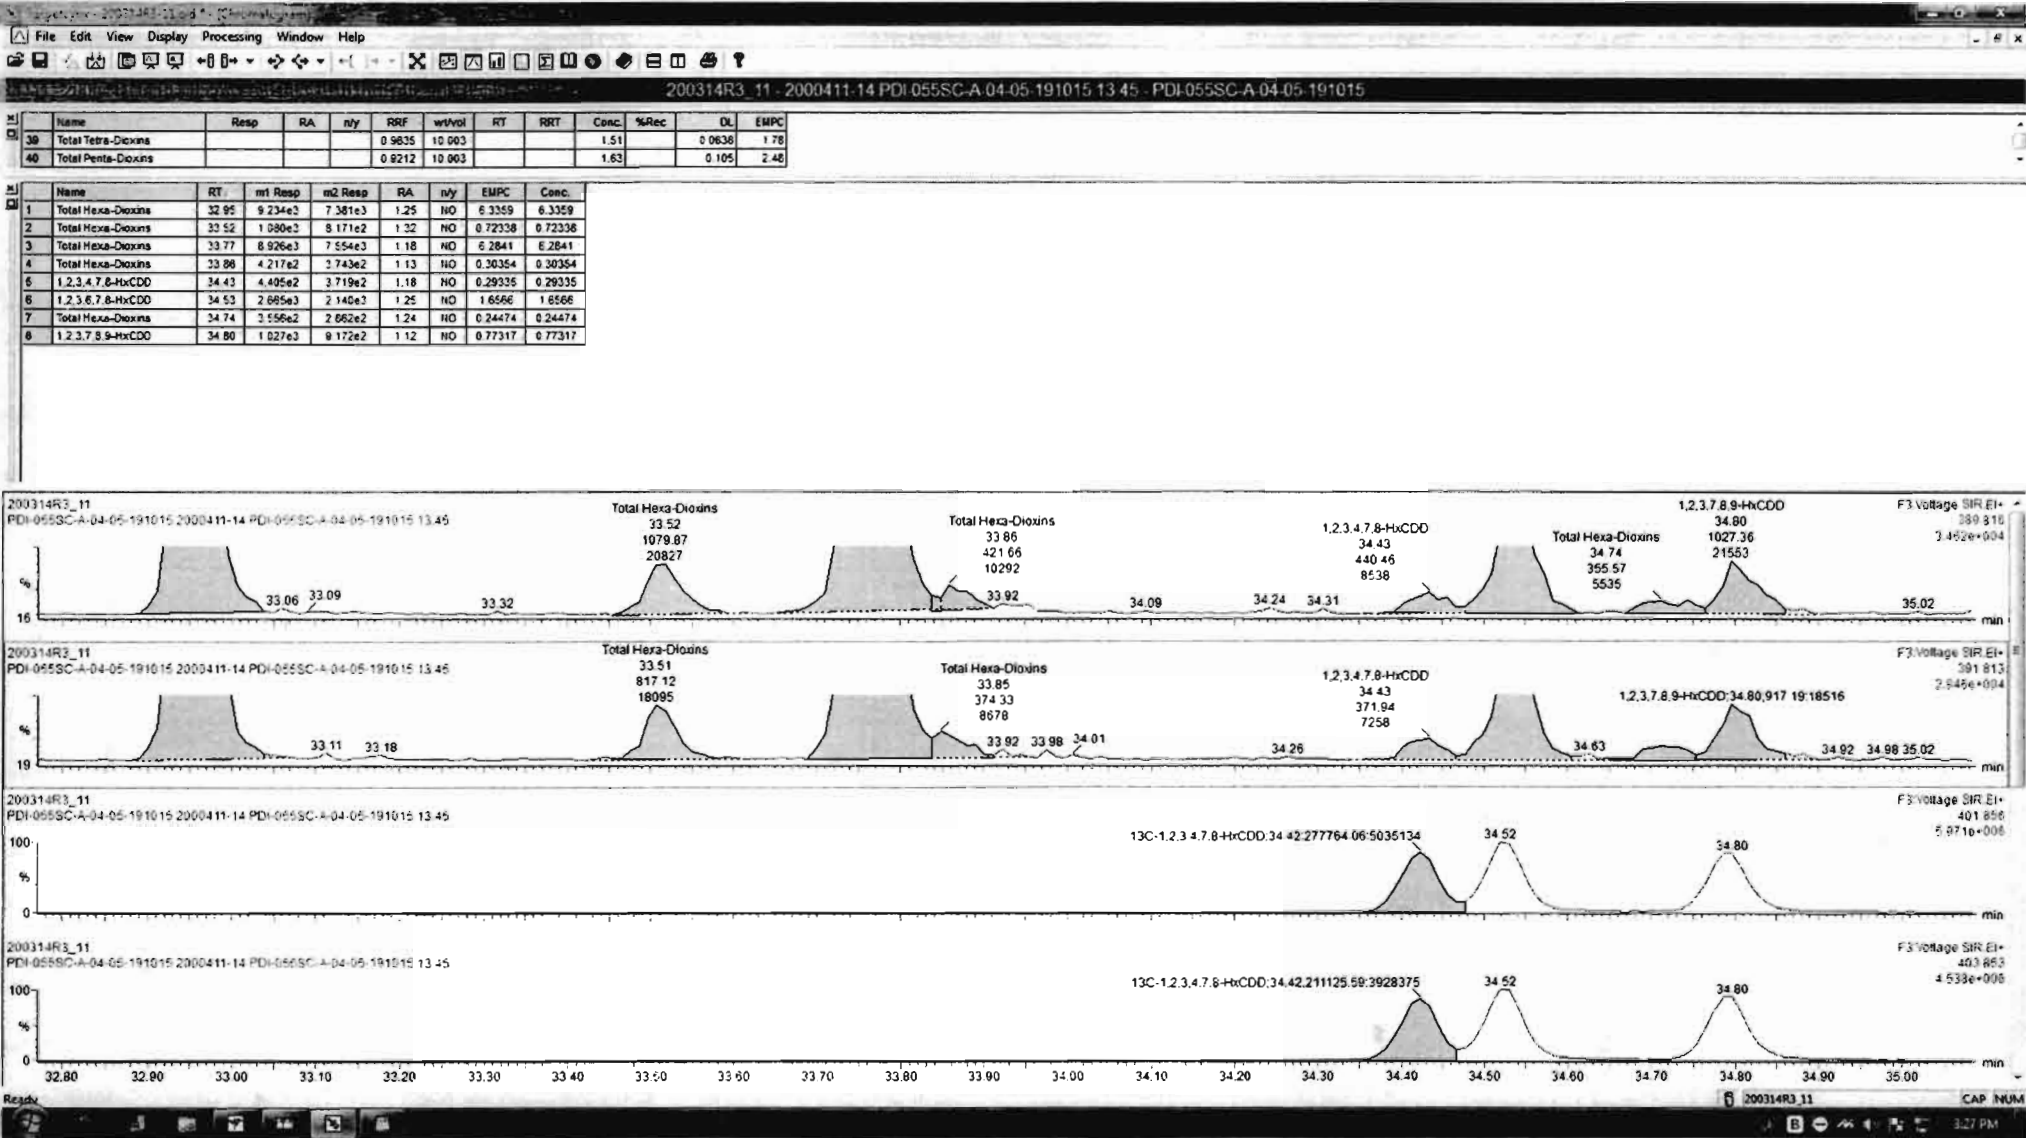 File Edit View Display Processing Window Help
200314R3_11 - 2000411-14 PDI-055SC-A-04-05-191015 13.45 - PDI-055SC-A-04-05-191015
Name Resp RA n/y RRF wt/vol RT RRT Conc. %Rec DL EMPC
39 Total Tetra-Dioxins 0.9635 10.003 1.51 0.0638 1.78
40 Total Penta-Dioxins 0.9212 10.003 1.63 0.105 2.48
Name RT m1 Resp m2 Resp RA n/y EMPC Conc.
1 Total Hexa-Dioxins 32.95 9.234e3 7.381e3 1.25 NO 6.3359 6.3359
2 Total Hexa-Dioxins 33.52 1.080e3 8.171e2 1.32 NO 0.72338 0.72338
3 Total Hexa-Dioxins 33.77 8.926e3 7.554e3 1.18 NO 6.2841 6.2841
4 Total Hexa-Dioxins 33.86 4.217e2 3.743e2 1.13 NO 0.30354 0.30354
5 1,2,3,4,7,8-HxCDD 34.43 4.405e2 3.719e2 1.18 NO 0.29335 0.29335
6 1,2,3,6,7,8-HxCDD 34.53 2.665e3 2.140e3 1.25 NO 1.6566 1.6566
7 Total Hexa-Dioxins 34.74 3.556e2 2.862e2 1.24 NO 0.24474 0.24474
8 1,2,3,7,8,9-HxCDD 34.80 1.027e3 9.172e2 1.12 NO 0.77317 0.77317
200314R3_11
PDI-055SC-A-04-05-191015 2000411-14 PDI-055SC-A-04-05-191015 13.45
F3:Voltage SIR,EI+
389.816
3.462e+004
Total Hexa-Dioxins
33.52
1079.87
20827
Total Hexa-Dioxins
33.86
421.66
10292
1,2,3,4,7,8-HxCDD
34.43
440.46
8538
Total Hexa-Dioxins
34.74
355.57
5535
1,2,3,7,8,9-HxCDD
34.80
1027.36
21553
%
16
33.06 33.09 33.32 33.92 34.09 34.24 34.31 35.02
min
200314R3_11
PDI-055SC-A-04-05-191015 2000411-14 PDI-055SC-A-04-05-191015 13.45
F3:Voltage SIR,EI+
391.813
2.945e+004
Total Hexa-Dioxins
33.51
817.12
18095
Total Hexa-Dioxins
33.85
374.33
8678
1,2,3,4,7,8-HxCDD
34.43
371.94
7258
1,2,3,7,8,9-HxCDD;34.80;917.19;18516
%
19
33.11 33.18 33.92 33.98 34.01 34.26 34.63 34.92 34.98 35.02
min
200314R3_11
PDI-055SC-A-04-05-191015 2000411-14 PDI-055SC-A-04-05-191015 13.45
F3:Voltage SIR,EI+
401.856
5.971e+006
100
%
0
13C-1,2,3,4,7,8-HxCDD;34.42;277764.06;5035134
34.52
34.80
min
200314R3_11
PDI-055SC-A-04-05-191015 2000411-14 PDI-055SC-A-04-05-191015 13.45
F3:Voltage SIR,EI+
403.853
4.533e+006
100
%
0
13C-1,2,3,4,7,8-HxCDD;34.42;211125.59;3928375
34.52
34.80
min
32.80 32.90 33.00 33.10 33.20 33.30 33.40 33.50 33.60 33.70 33.80 33.90 34.00 34.10 34.20 34.30 34.40 34.50 34.60 34.70 34.80 34.90 35.00
Ready
200314R3_11 CAP NUM
3:27 PM